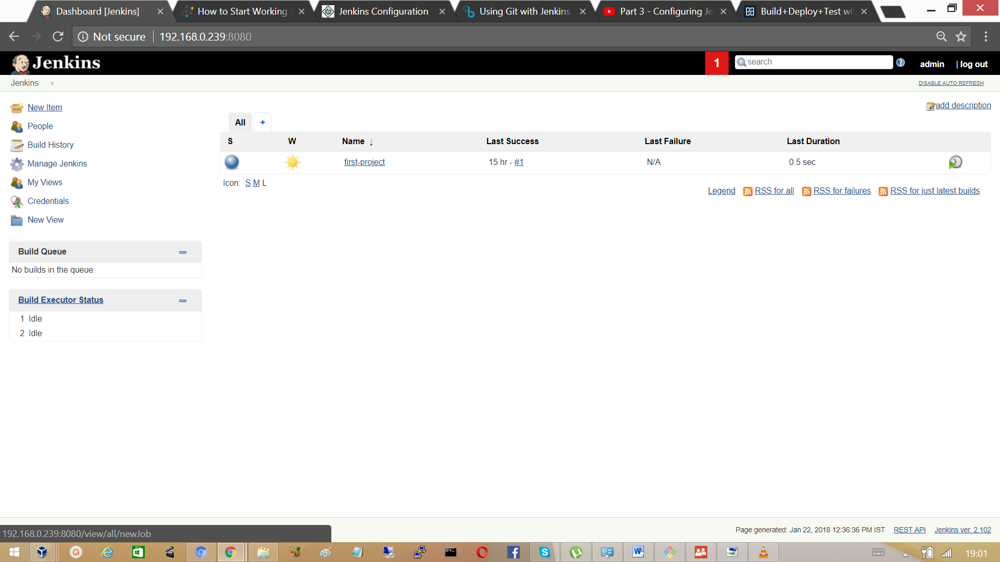 Dashboard [Jenkins]
How to Start Working
Jenkins Configuration
Using Git with Jenkins
Part 3 - Configuring Je
Build+Deploy+Test wi
Not secure 192.168.0.239:8080
Jenkins
1
search
admin
| log out
Jenkins
DISABLE AUTO REFRESH
New Item
People
Build History
Manage Jenkins
My Views
Credentials
New View
Build Queue
No builds in the queue.
Build Executor Status
1 Idle
2 Idle
add description
All +
S W Name ↓ Last Success Last Failure Last Duration
first-project 15 hr - #1 N/A 0.5 sec
Icon: S M L
Legend RSS for all RSS for failures RSS for just latest builds
192.168.0.239:8080/view/all/newJob
Page generated: Jan 22, 2018 12:36:36 PM IST REST API Jenkins ver. 2.102
19:01